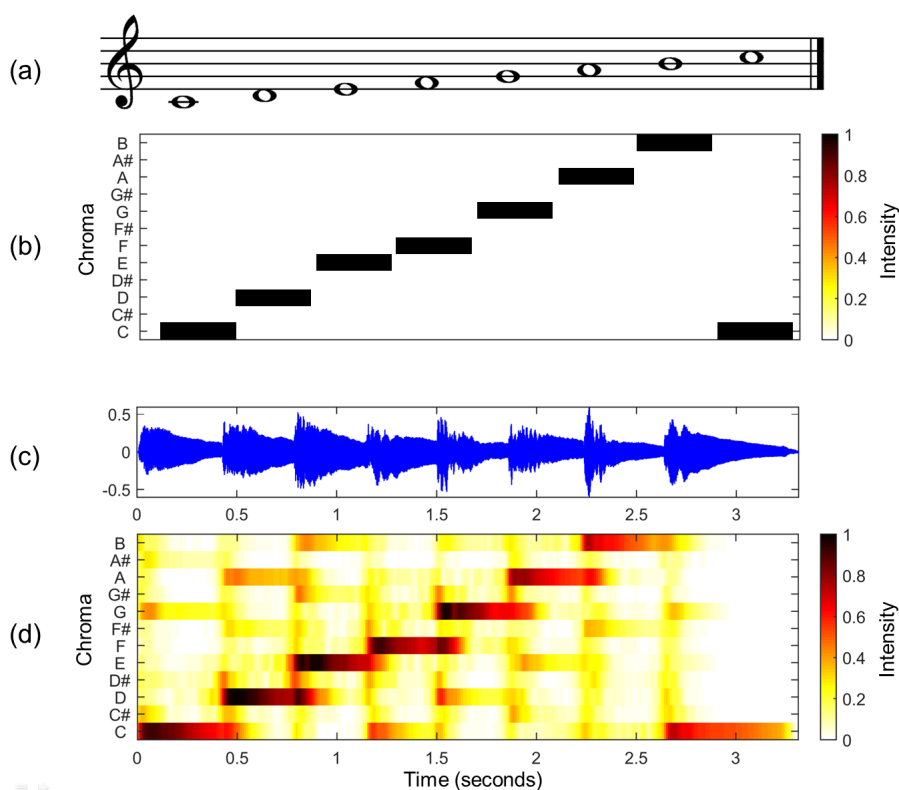 (a)
(b)
Chroma
B
A#
A
G#
G
F#
F
E
D#
D
C#
C
1
0.8
0.6
0.4
0.2
0
Intensity
(c)
0.5
0
-0.5
0 0.5 1 1.5 2 2.5 3
(d)
Chroma
B
A#
A
G#
G
F#
F
E
D#
D
C#
C
0 0.5 1 1.5 2 2.5 3
Time (seconds)
1
0.8
0.6
0.4
0.2
0
Intensity